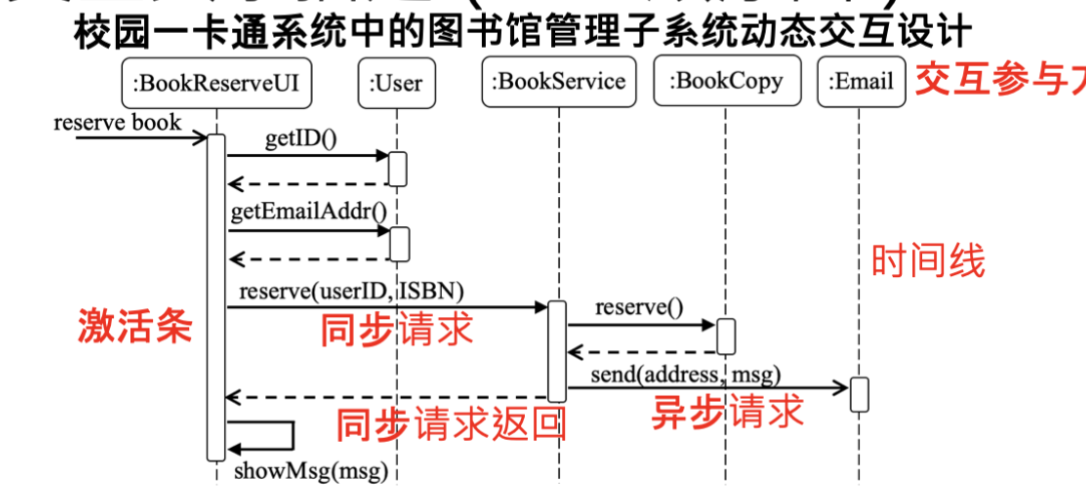 校园一卡通系统中的图书馆管理子系统动态交互设计
:BookReserveUI
:User
:BookService
:BookCopy
:Email
交互参与
reserve book
getID()
getEmailAddr()
时间线
reserve(userID, ISBN)
reserve()
激活条
同步请求
send(address, msg)
同步请求返回
异步请求
showMsg(msg)